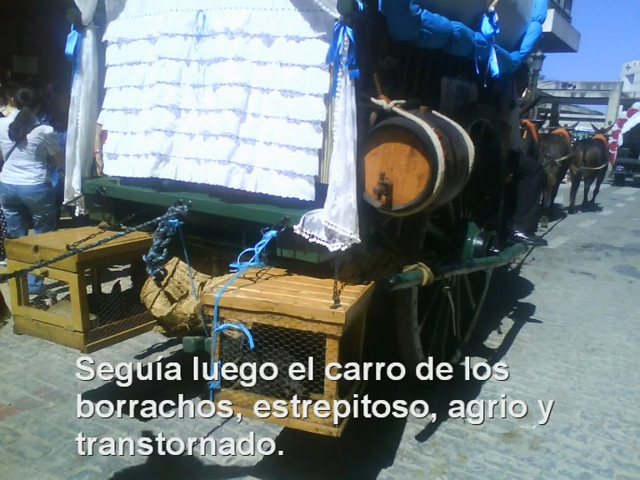 Seguía luego el carro de los
borrachos, estrepitoso, agrio y
transtornado.